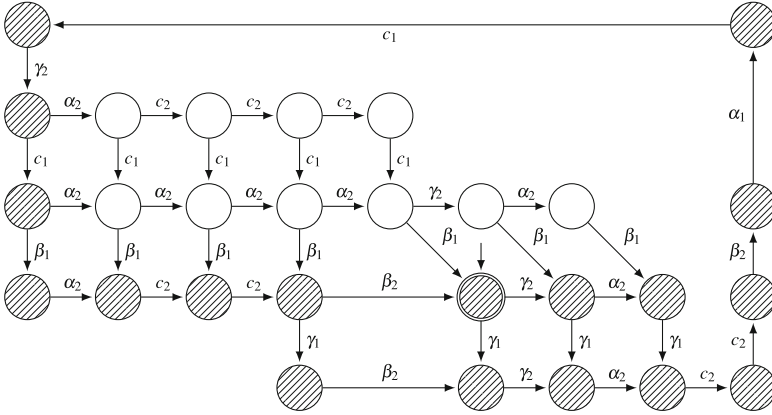 c₁
γ₂
α₁
α₂ c₂ c₂ c₂
c₁ c₁ c₁ c₁ c₁
α₂ α₂ α₂ α₂ γ₂ α₂
β₁ β₁ β₁ β₁ β₁ β₁ β₁ β₂
α₂ c₂ c₂ β₂ γ₂ α₂
γ₁ γ₁ γ₁ γ₁ c₂
β₂ γ₂ α₂ c₂